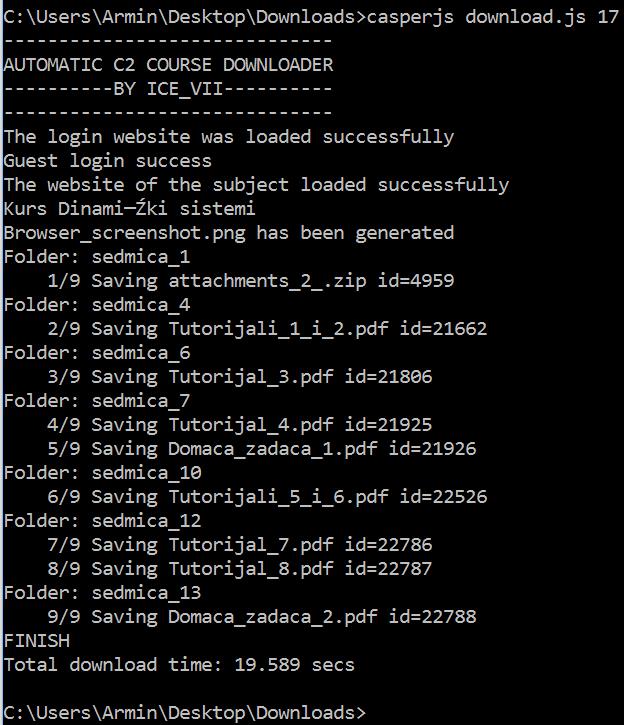 C:\Users\Armin\Desktop\Downloads>casperjs download.js 17
------------------------------
AUTOMATIC C2 COURSE DOWNLOADER
----------BY ICE_VII----------
------------------------------
The login website was loaded successfully
Guest login success
The website of the subject loaded successfully
Kurs Dinami─Źki sistemi
Browser_screenshot.png has been generated
Folder: sedmica_1
    1/9 Saving attachments_2_.zip id=4959
Folder: sedmica_4
    2/9 Saving Tutorijali_1_i_2.pdf id=21662
Folder: sedmica_6
    3/9 Saving Tutorijal_3.pdf id=21806
Folder: sedmica_7
    4/9 Saving Tutorijal_4.pdf id=21925
    5/9 Saving Domaca_zadaca_1.pdf id=21926
Folder: sedmica_10
    6/9 Saving Tutorijali_5_i_6.pdf id=22526
Folder: sedmica_12
    7/9 Saving Tutorijal_7.pdf id=22786
    8/9 Saving Tutorijal_8.pdf id=22787
Folder: sedmica_13
    9/9 Saving Domaca_zadaca_2.pdf id=22788
FINISH
Total download time: 19.589 secs
C:\Users\Armin\Desktop\Downloads>